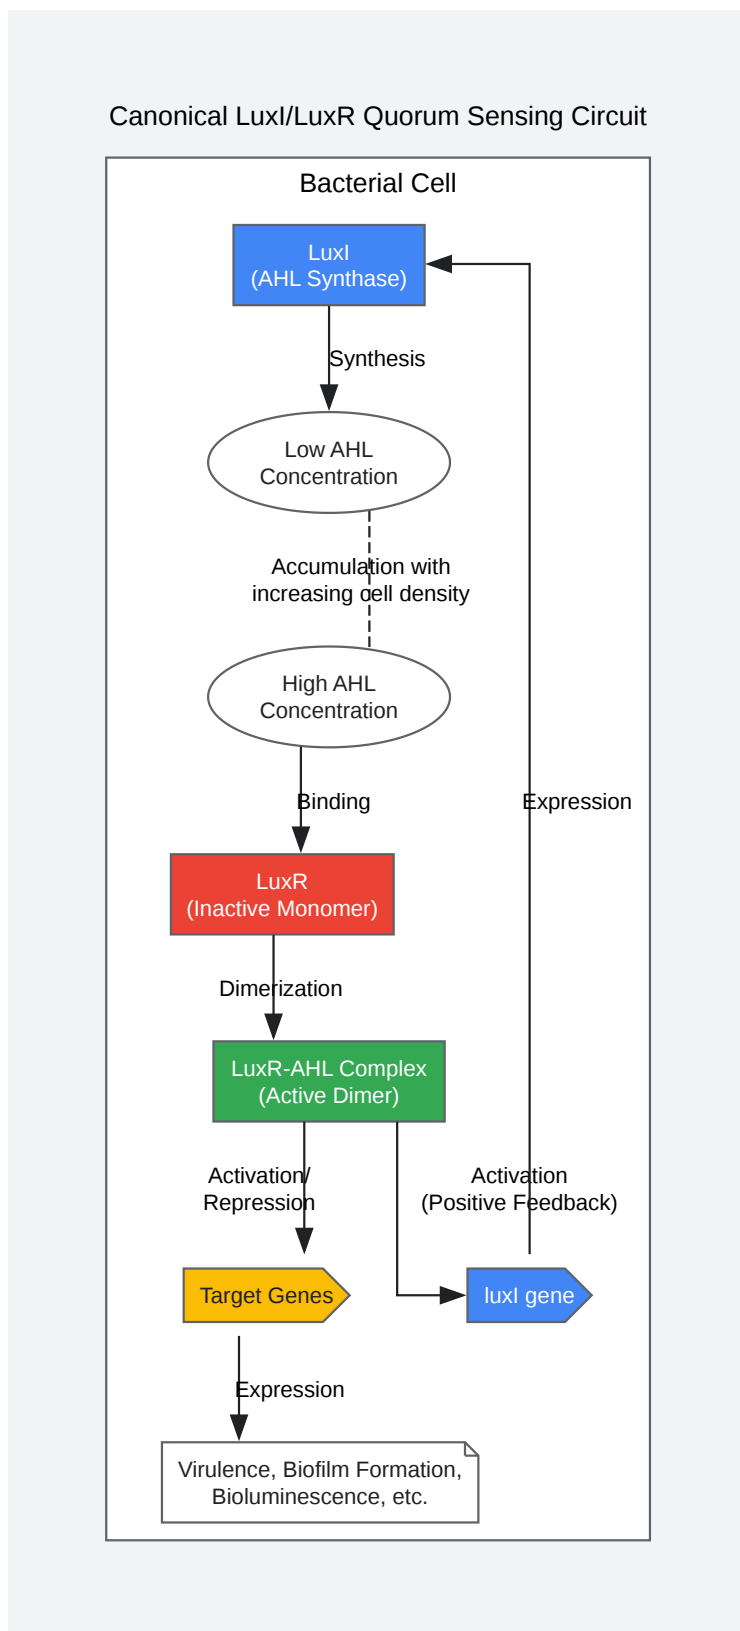 Canonical LuxI/LuxR Quorum Sensing Circuit
Bacterial Cell
LuxI
(AHL Synthase)
Synthesis
Low AHL
Concentration
Accumulation with
increasing cell density
High AHL
Concentration
Binding
Expression
LuxR
(Inactive Monomer)
Dimerization
LuxR-AHL Complex
(Active Dimer)
Activation/
Repression
Activation
(Positive Feedback)
Target Genes
luxI gene
Expression
Virulence, Biofilm Formation,
Bioluminescence, etc.